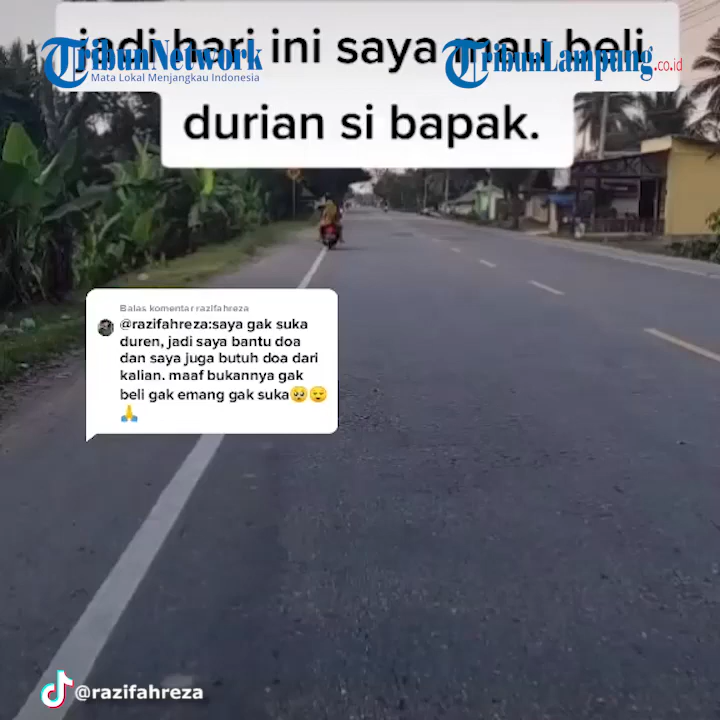 jadi hari ini saya mau beli
TribunNetwork
Mata Lokal Menjangkau Indonesia
TribunLampung.co.id
durian si bapak.
Balas komentar razifahreza
@razifahreza:saya gak suka
duren, jadi saya bantu doa
dan saya juga butuh doa dari
kalian. maaf bukannya gak
beli gak emang gak suka🥺😌
🙏
@razifahreza